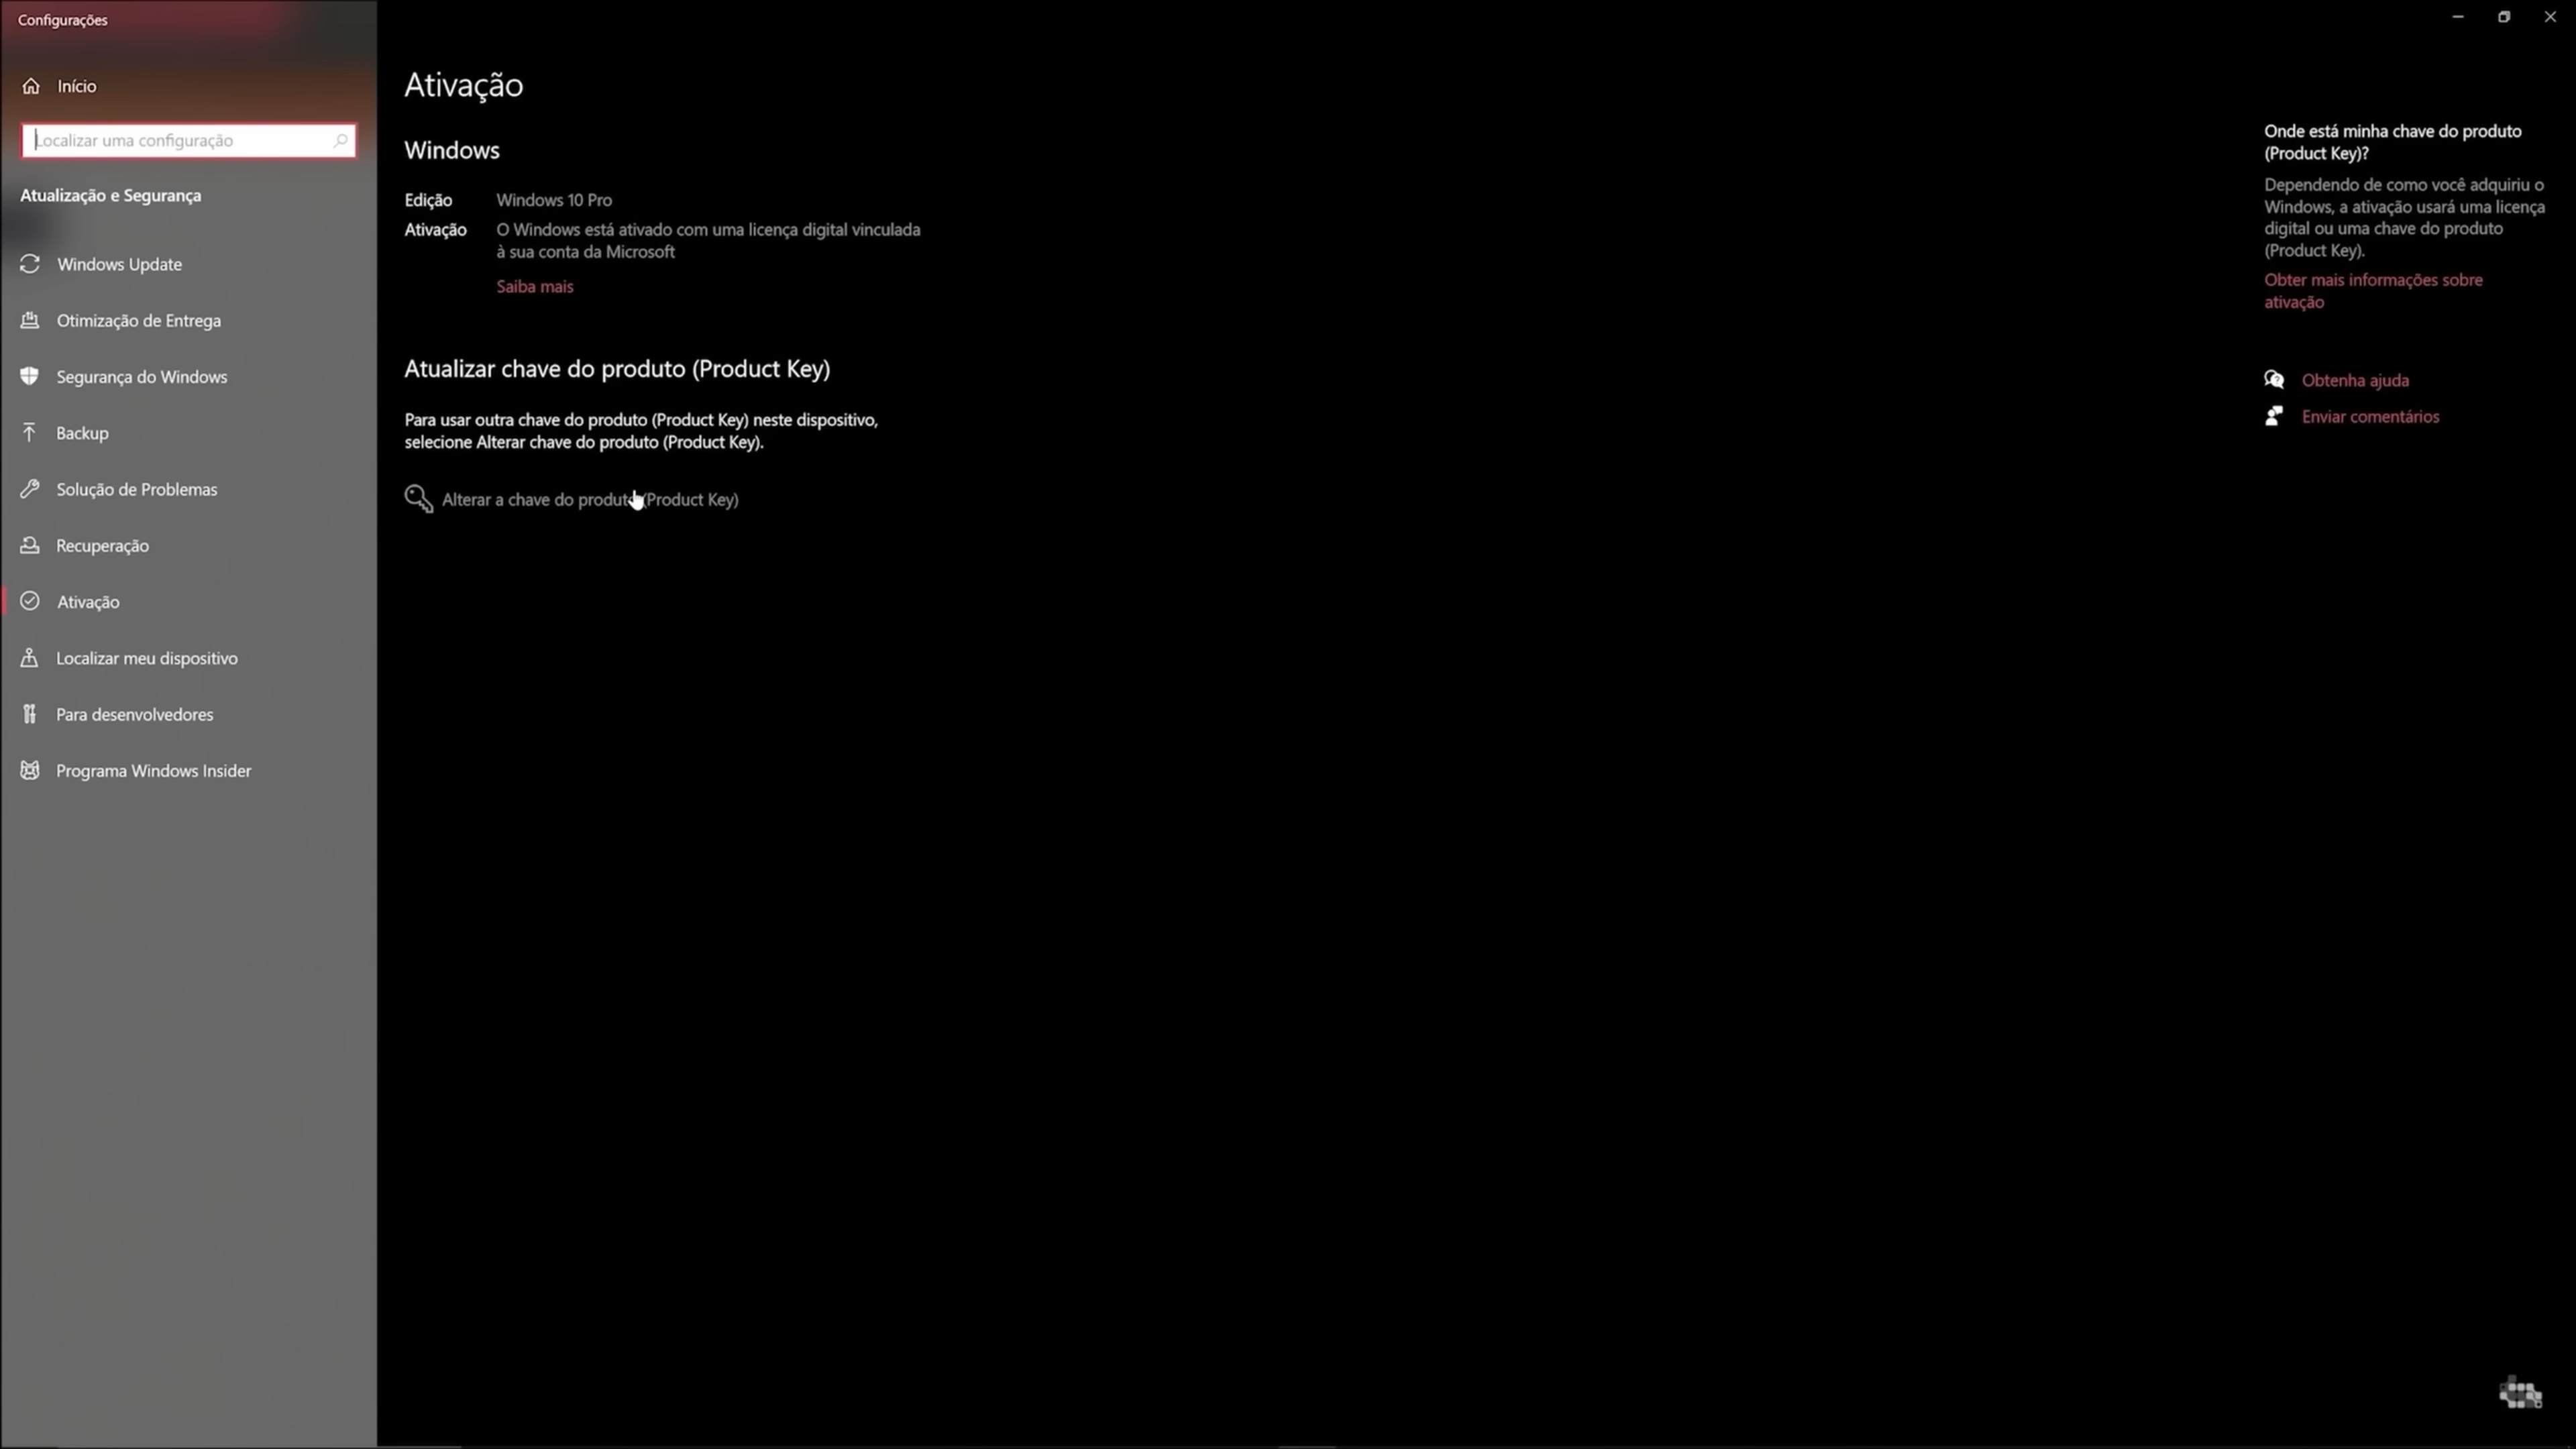 Configurações
Início
Localizar uma configuração
Atualização e Segurança
Windows Update
Otimização de Entrega
Segurança do Windows
Backup
Solução de Problemas
Recuperação
Ativação
Localizar meu dispositivo
Para desenvolvedores
Programa Windows Insider
Ativação
Windows
Edição Windows 10 Pro
Ativação O Windows está ativado com uma licença digital vinculada
à sua conta da Microsoft
Saiba mais
Atualizar chave do produto (Product Key)
Para usar outra chave do produto (Product Key) neste dispositivo,
selecione Alterar chave do produto (Product Key).
Alterar a chave do produto (Product Key)
Onde está minha chave do produto
(Product Key)?
Dependendo de como você adquiriu o
Windows, a ativação usará uma licença
digital ou uma chave do produto
(Product Key).
Obter mais informações sobre
ativação
Obtenha ajuda
Enviar comentários